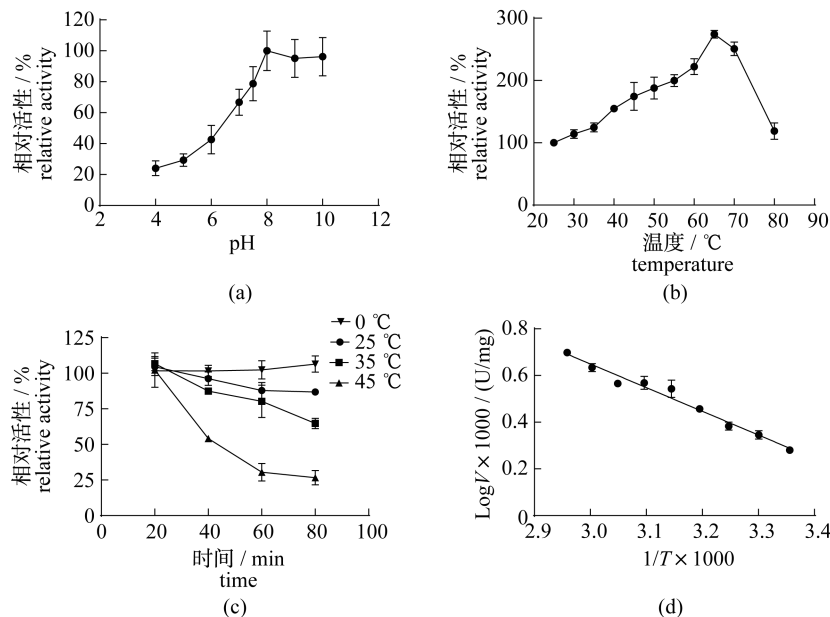 相对活性 / %
relative activity
120
100
80
60
40
20
0
2 4 6 8 10 12
pH
(a)
相对活性 / %
relative activity
300
200
100
0
20 30 40 50 60 70 80 90
温度 / ℃
temperature
(b)
相对活性 / %
relative activity
125
100
75
50
25
0
0 20 40 60 80 100
时间 / min
time
0 ℃
25 ℃
35 ℃
45 ℃
(c)
LogV×1000 / (U/mg)
0.8
0.6
0.4
0.2
0
2.9 3.0 3.1 3.2 3.3 3.4
1/T×1000
(d)